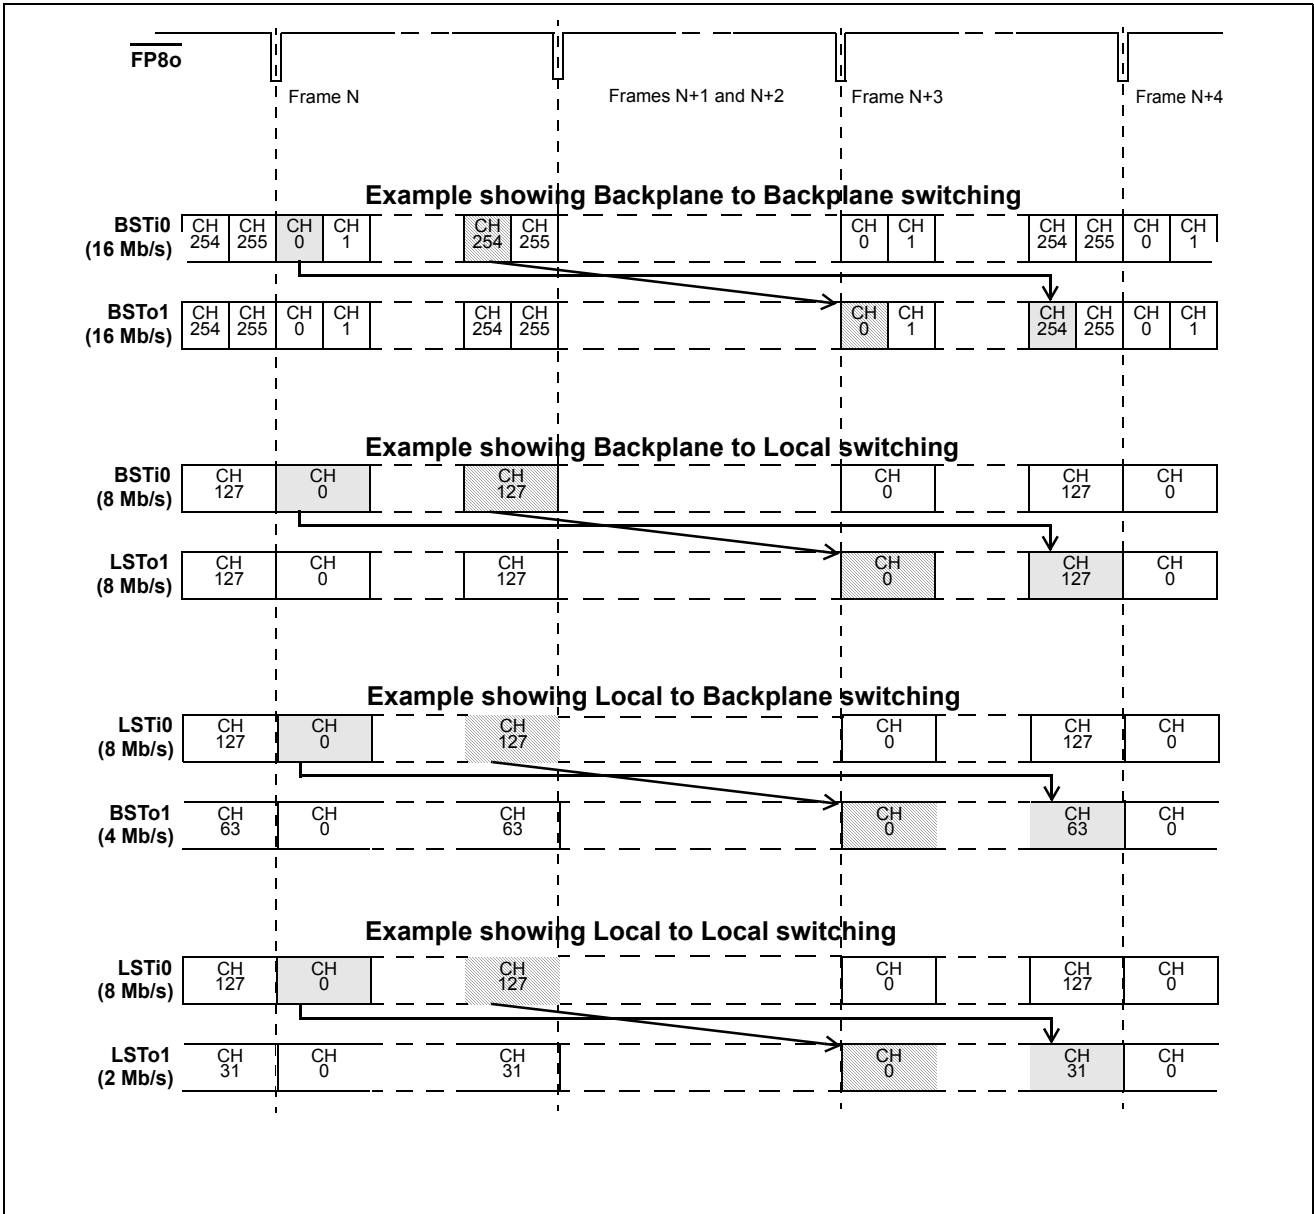 FP8o
Frame N Frames N+1 and N+2 Frame N+3 Frame N+4
Example showing Backplane to Backplane switching
BSTi0 (16 Mb/s) CH 254 CH 255 CH 0 CH 1 CH 254 CH 255 CH 0 CH 1 CH 254 CH 255 CH 0 CH 1
BSTo1 (16 Mb/s) CH 254 CH 255 CH 0 CH 1 CH 254 CH 255 CH 0 CH 1 CH 254 CH 255 CH 0 CH 1
Example showing Backplane to Local switching
BSTi0 (8 Mb/s) CH 127 CH 0 CH 127 CH 0 CH 127 CH 0
LSTo1 (8 Mb/s) CH 127 CH 0 CH 127 CH 0 CH 127 CH 0
Example showing Local to Backplane switching
LSTi0 (8 Mb/s) CH 127 CH 0 CH 127 CH 0 CH 127 CH 0
BSTo1 (4 Mb/s) CH 63 CH 0 CH 63 CH 0 CH 63 CH 0
Example showing Local to Local switching
LSTi0 (8 Mb/s) CH 127 CH 0 CH 127 CH 0 CH 127 CH 0
LSTo1 (2 Mb/s) CH 31 CH 0 CH 31 CH 0 CH 31 CH 0